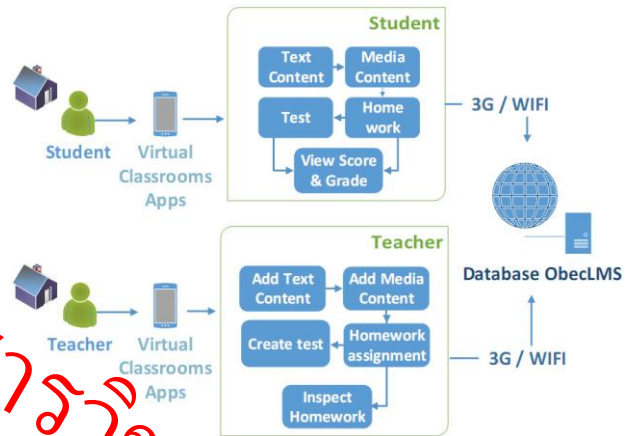 Student
Text
Content
Media
Content
Test
Home
work
View Score
& Grade
3G / WIFI
Student
Virtual
Classrooms
Apps
Database ObecLMS
Teacher
Add Text
Content
Add Media
Content
Create test
Homework
assignment
Inspect
Homework
3G / WIFI
Teacher
Virtual
Classrooms
Apps